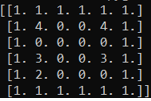 [[1. 1. 1. 1. 1. 1.]
[1. 4. 0. 0. 4. 1.]
[1. 0. 0. 0. 0. 1.]
[1. 3. 0. 0. 3. 1.]
[1. 2. 0. 0. 0. 1.]
[1. 1. 1. 1. 1. 1.]]